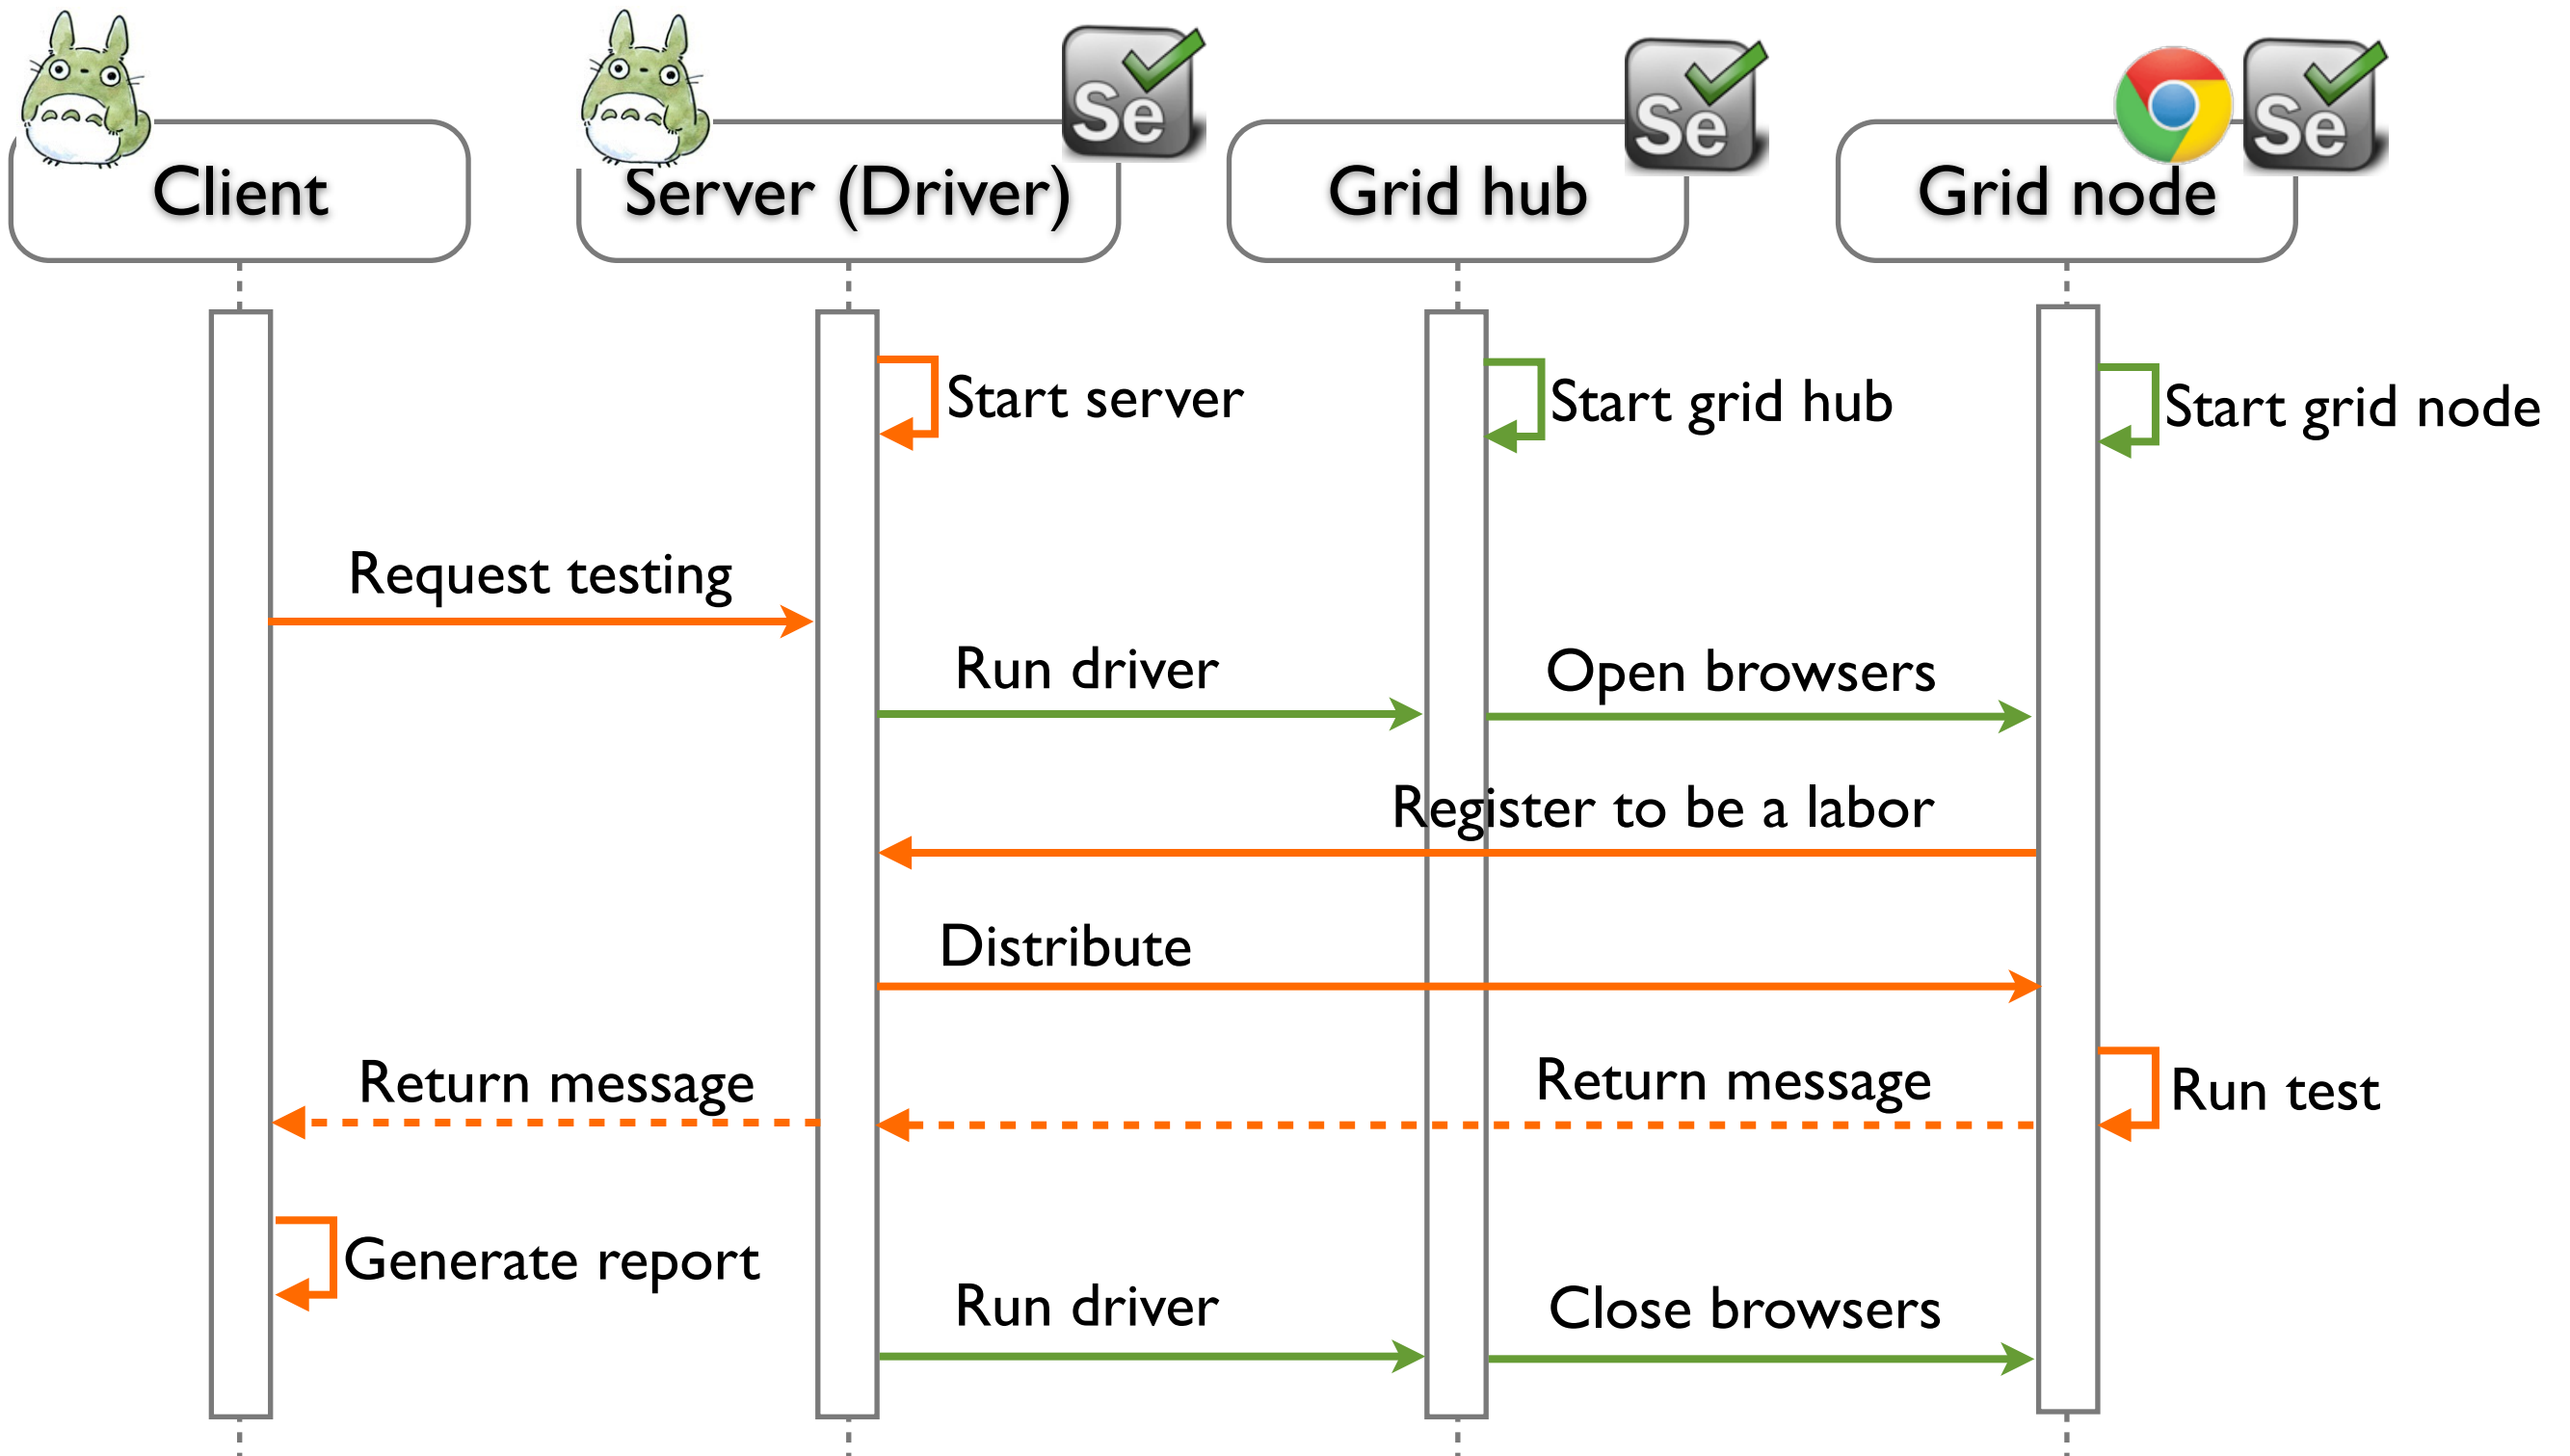 Se
Se
Se
Client
Server (Driver)
Grid hub
Grid node
Start server
Start grid hub
Start grid node
Request testing
Run driver
Open browsers
Register to be a labor
Distribute
Return message
Return message
Run test
Generate report
Run driver
Close browsers